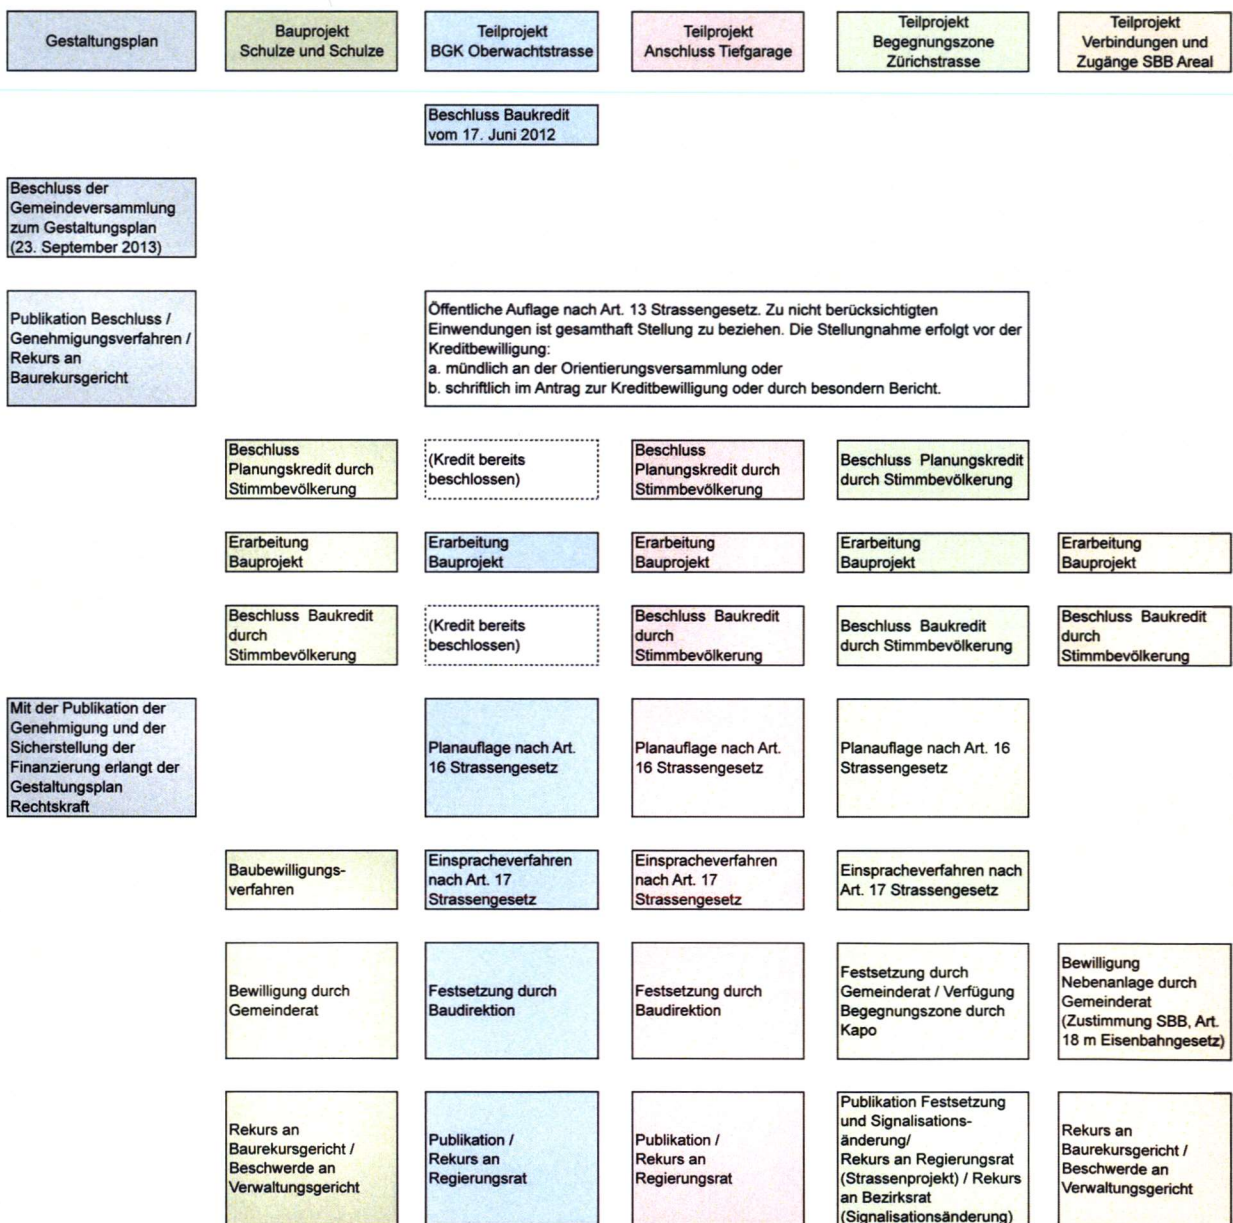 Gestaltungsplan
Bauprojekt
Schulze und Schulze
Teilprojekt
BGK Oberwachtstrasse
Teilprojekt
Anschluss Tiefgarage
Teilprojekt
Begegnungszone
Zürichstrasse
Teilprojekt
Verbindungen und
Zugänge SBB Areal
Beschluss Baukredit
vom 17. Juni 2012
Beschluss der
Gemeindeversammlung
zum Gestaltungsplan
(23. September 2013)
Publikation Beschluss /
Genehmigungsverfahren /
Rekurs an
Baurekursgericht
Öffentliche Auflage nach Art. 13 Strassengesetz. Zu nicht berücksichtigten
Einwendungen ist gesamthaft Stellung zu beziehen. Die Stellungnahme erfolgt vor der
Kreditbewilligung:
a. mündlich an der Orientierungsversammlung oder
b. schriftlich im Antrag zur Kreditbewilligung oder durch besondern Bericht.
Beschluss
Planungskredit durch
Stimmbevölkerung
(Kredit bereits
beschlossen)
Beschluss
Planungskredit durch
Stimmbevölkerung
Beschluss Planungskredit
durch Stimmbevölkerung
Erarbeitung
Bauprojekt
Erarbeitung
Bauprojekt
Erarbeitung
Bauprojekt
Erarbeitung
Bauprojekt
Erarbeitung
Bauprojekt
Beschluss Baukredit
durch
Stimmbevölkerung
(Kredit bereits
beschlossen)
Beschluss Baukredit
durch
Stimmbevölkerung
Beschluss Baukredit
durch Stimmbevölkerung
Beschluss Baukredit
durch
Stimmbevölkerung
Mit der Publikation der
Genehmigung und der
Sicherstellung der
Finanzierung erlangt der
Gestaltungsplan
Rechtskraft
Planauflage nach Art.
16 Strassengesetz
Planauflage nach Art.
16 Strassengesetz
Planauflage nach Art. 16
Strassengesetz
Baubewilligungs-
verfahren
Einspracheverfahren
nach Art. 17
Strassengesetz
Einspracheverfahren
nach Art. 17
Strassengesetz
Einspracheverfahren nach
Art. 17 Strassengesetz
Bewilligung durch
Gemeinderat
Festsetzung durch
Baudirektion
Festsetzung durch
Baudirektion
Festsetzung durch
Gemeinderat / Verfügung
Begegnungszone durch
Kapo
Bewilligung
Nebenanlage durch
Gemeinderat
(Zustimmung SBB, Art.
18 m Eisenbahngesetz)
Rekurs an
Baurekursgericht /
Beschwerde an
Verwaltungsgericht
Publikation /
Rekurs an
Regierungsrat
Publikation /
Rekurs an
Regierungsrat
Publikation Festsetzung
und Signalisations-
änderung/
Rekurs an Regierungsrat
(Strassenprojekt) / Rekurs
an Bezirksrat
(Signalisationsänderung)
Rekurs an
Baurekursgericht /
Beschwerde an
Verwaltungsgericht